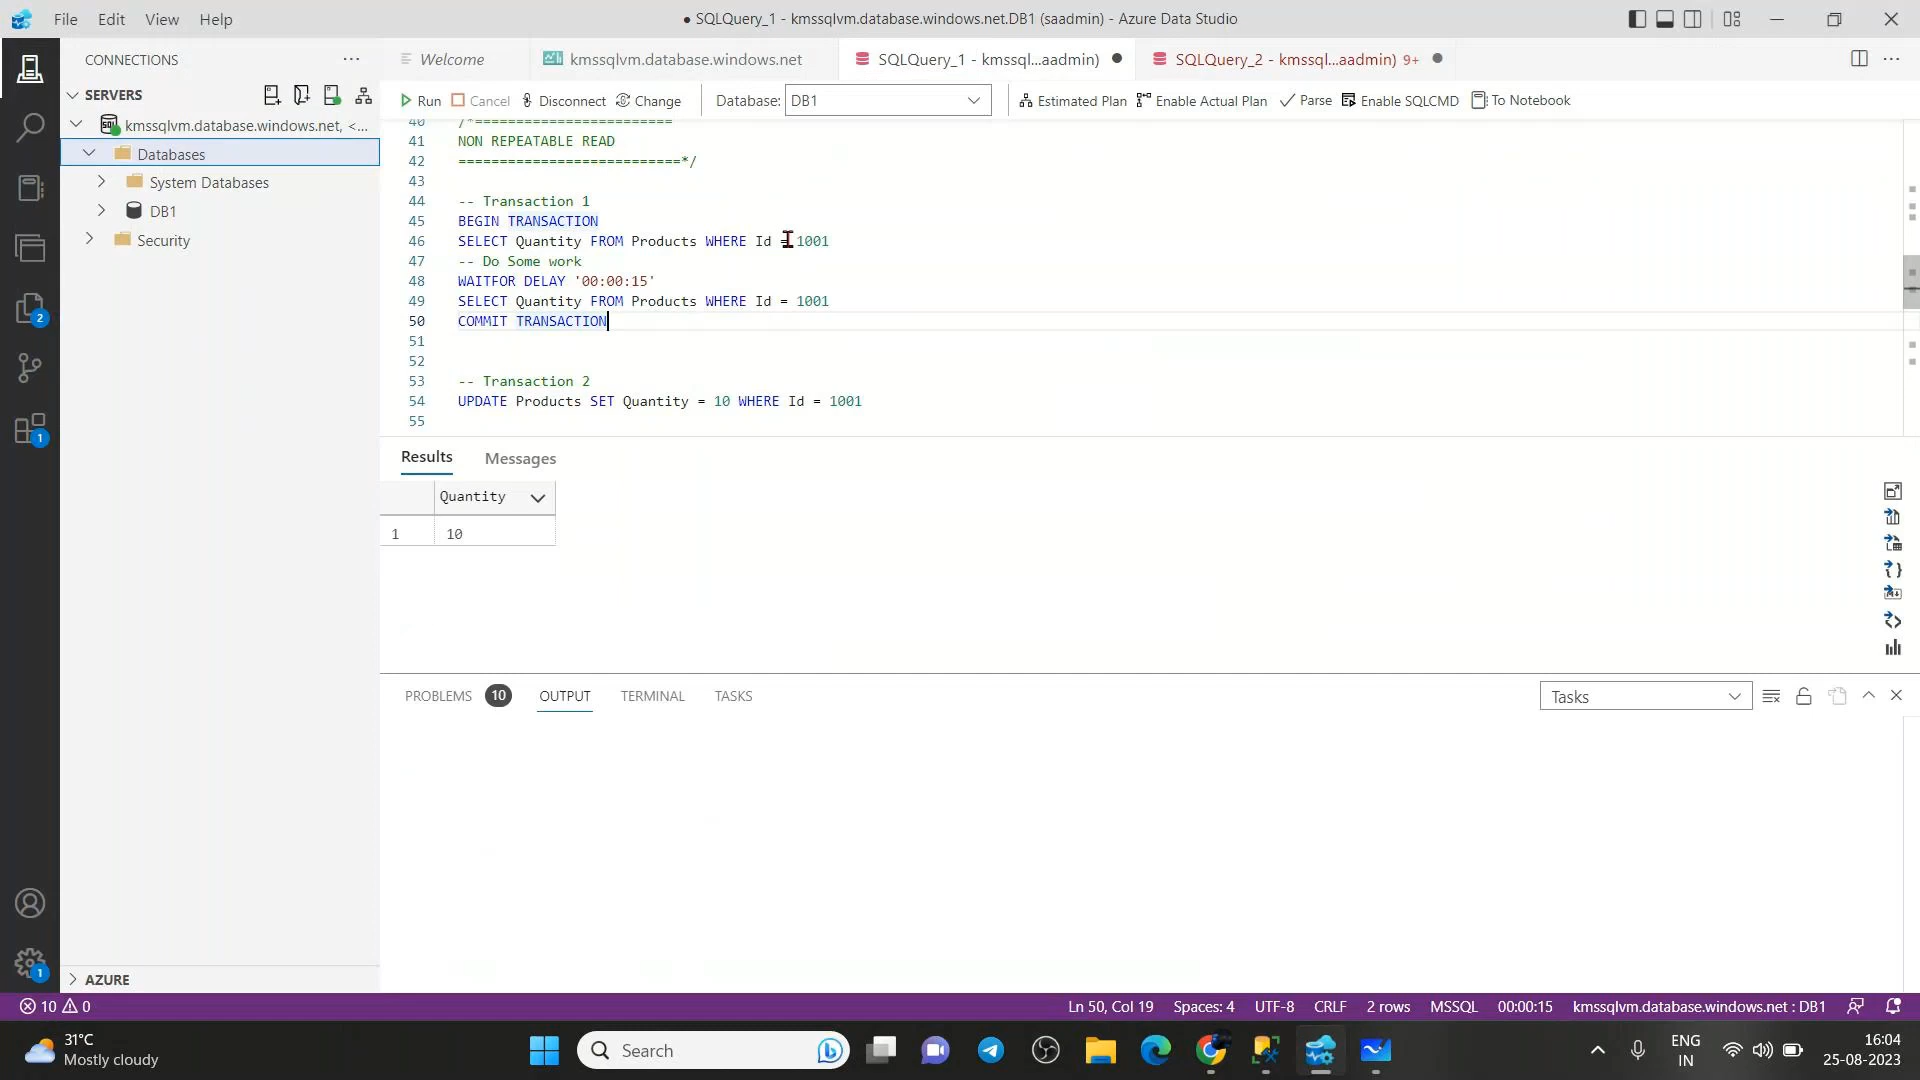 File Edit View Help
● SQLQuery_1 - kmssqlvm.database.windows.net.DB1 (saadmin) - Azure Data Studio
CONNECTIONS
SERVERS
kmssqlvm.database.windows.net, <...
Databases
System Databases
DB1
Security
2
1
1
AZURE
Welcome
kmssqlvm.database.windows.net
SQLQuery_1 - kmssql...aadmin)
SQLQuery_2 - kmssql...aadmin) 9+
Run Cancel Disconnect Change Database: DB1 Estimated Plan Enable Actual Plan Parse Enable SQLCMD To Notebook
40 /*========================
41 NON REPEATABLE READ
42 ===========================*/
43
44 -- Transaction 1
45 BEGIN TRANSACTION
46 SELECT Quantity FROM Products WHERE Id = 1001
47 -- Do Some work
48 WAITFOR DELAY '00:00:15'
49 SELECT Quantity FROM Products WHERE Id = 1001
50 COMMIT TRANSACTION
51
52
53 -- Transaction 2
54 UPDATE Products SET Quantity = 10 WHERE Id = 1001
55
Results Messages
Quantity
1 10
PROBLEMS 10 OUTPUT TERMINAL TASKS
Tasks
10 0
Ln 50, Col 19 Spaces: 4 UTF-8 CRLF 2 rows MSSQL 00:00:15 kmssqlvm.database.windows.net : DB1
31°C
Mostly cloudy
Search
ENG
IN
16:04
25-08-2023